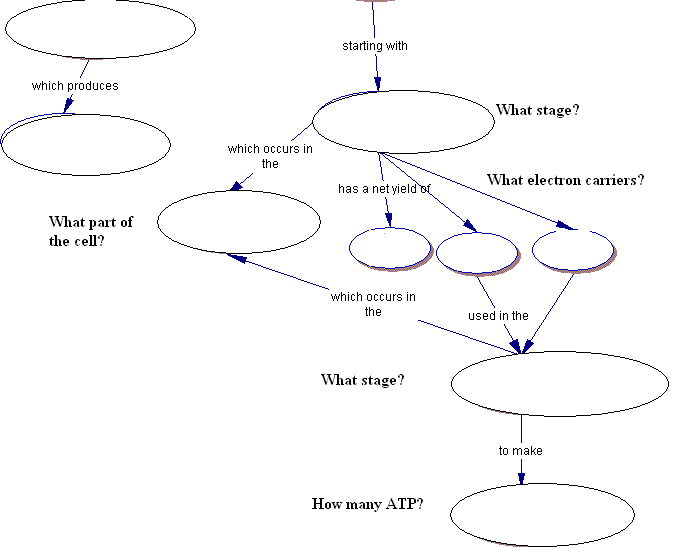 starting with
which produces
What stage?
which occurs in
the
has a net yield of
What electron carriers?
What part of
the cell?
which occurs in
the
used in the
What stage?
to make
How many ATP?